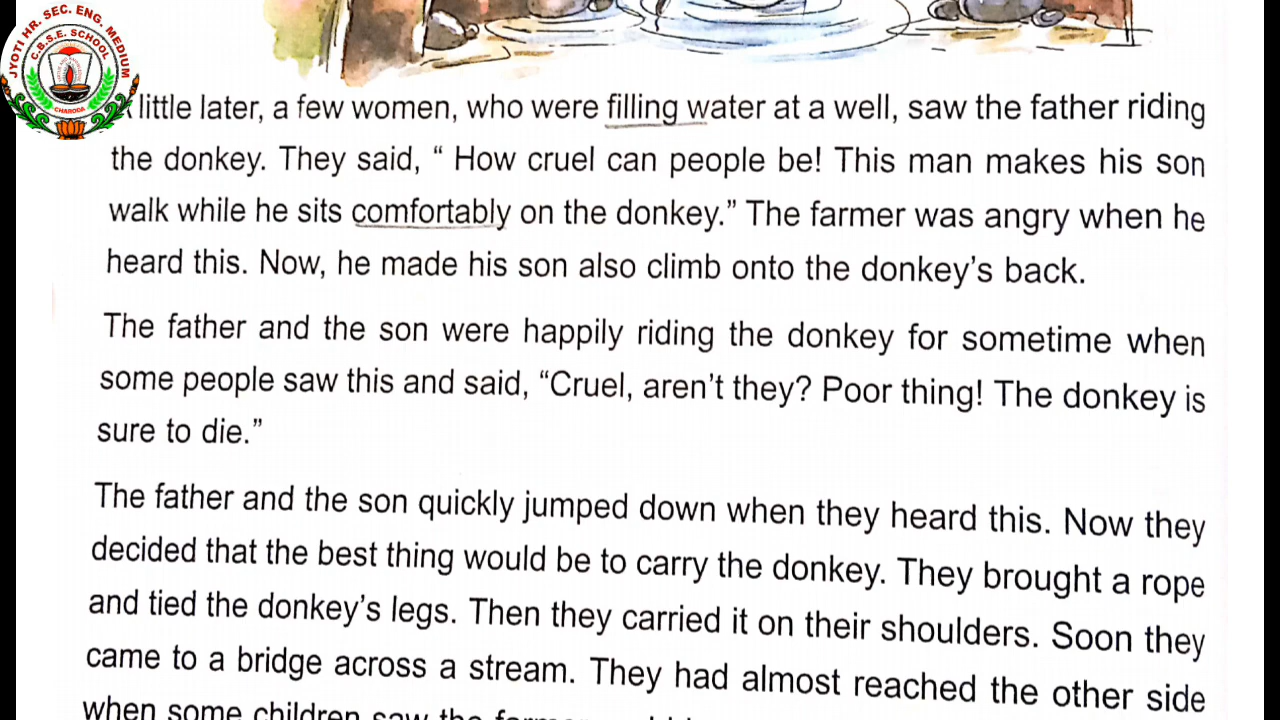 JYOTI HR. SEC. ENG. MEDIUM
C.B.S.E. SCHOOL
CHARODA
little later, a few women, who were filling water at a well, saw the father riding
the donkey. They said, “ How cruel can people be! This man makes his son
walk while he sits comfortably on the donkey.” The farmer was angry when he
heard this. Now, he made his son also climb onto the donkey’s back.
The father and the son were happily riding the donkey for sometime when
some people saw this and said, “Cruel, aren’t they? Poor thing! The donkey is
sure to die.”
The father and the son quickly jumped down when they heard this. Now they
decided that the best thing would be to carry the donkey. They brought a rope
and tied the donkey’s legs. Then they carried it on their shoulders. Soon they
came to a bridge across a stream. They had almost reached the other side
when some children saw the